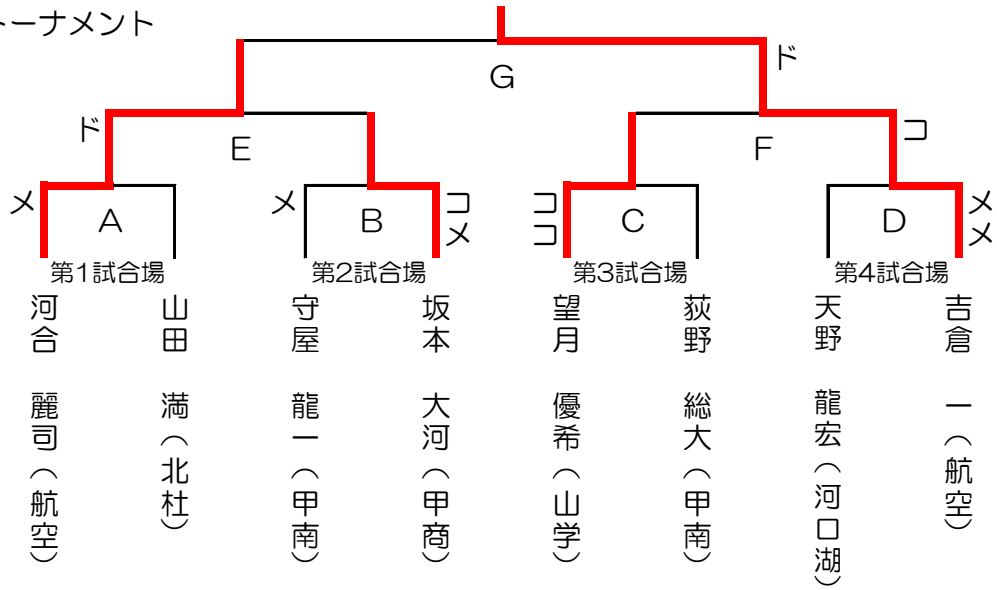 トーナメント
G
ド
ド
E
F
コ
メ
A
メ
B
コメ
ココ
C
D
メメ
第1試合場
第2試合場
第3試合場
第4試合場
河合 麗司(航空)
山田 満(北杜)
守屋 龍一(甲南)
坂本 大河(甲商)
望月 優希(山学)
荻野 総大(甲南)
天野 龍宏(河口湖)
吉倉 一(航空)